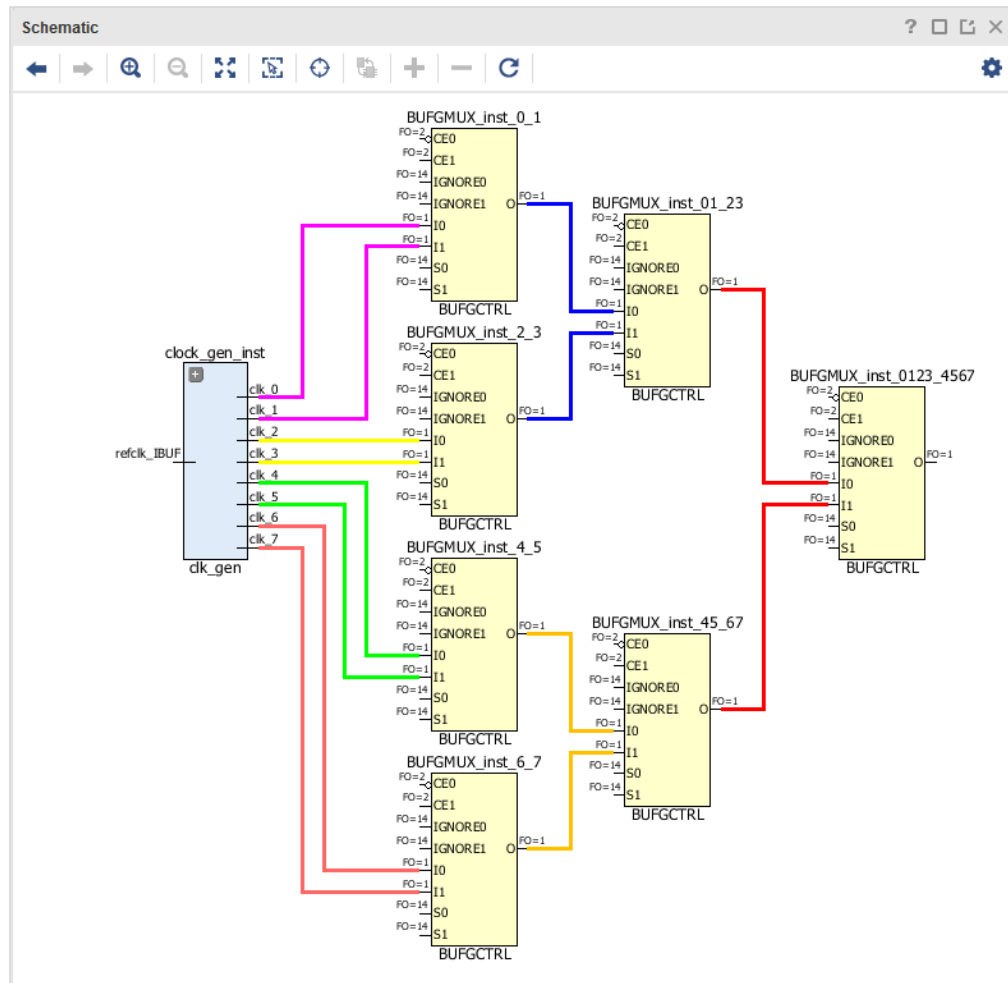 Schematic
BUFGMUX_inst_0_1
FO=2 CE0
FO=2 CE1
FO=14 IGNORE0
FO=14 IGNORE1 O FO=1
FO=1 I0
FO=1 I1
FO=14 S0
FO=14 S1
BUFGCTRL
BUFGMUX_inst_2_3
FO=2 CE0
FO=2 CE1
FO=14 IGNORE0
FO=14 IGNORE1 O FO=1
FO=1 I0
FO=1 I1
FO=14 S0
FO=14 S1
BUFGCTRL
clock_gen_inst
refclk_IBUF
clk_0
clk_1
clk_2
clk_3
clk_4
clk_5
clk_6
clk_7
clk_gen
BUFGMUX_inst_4_5
FO=2 CE0
FO=2 CE1
FO=14 IGNORE0
FO=14 IGNORE1 O FO=1
FO=1 I0
FO=1 I1
FO=14 S0
FO=14 S1
BUFGCTRL
BUFGMUX_inst_6_7
FO=2 CE0
FO=2 CE1
FO=14 IGNORE0
FO=14 IGNORE1 O FO=1
FO=1 I0
FO=1 I1
FO=14 S0
FO=14 S1
BUFGCTRL
BUFGMUX_inst_01_23
FO=2 CE0
FO=2 CE1
FO=14 IGNORE0
FO=14 IGNORE1 O FO=1
FO=1 I0
FO=1 I1
FO=14 S0
FO=14 S1
BUFGCTRL
BUFGMUX_inst_45_67
FO=2 CE0
FO=2 CE1
FO=14 IGNORE0
FO=14 IGNORE1 O FO=1
FO=1 I0
FO=1 I1
FO=14 S0
FO=14 S1
BUFGCTRL
BUFGMUX_inst_0123_4567
FO=2 CE0
FO=2 CE1
FO=14 IGNORE0
FO=14 IGNORE1 O FO=1
FO=1 I0
FO=1 I1
FO=14 S0
FO=14 S1
BUFGCTRL